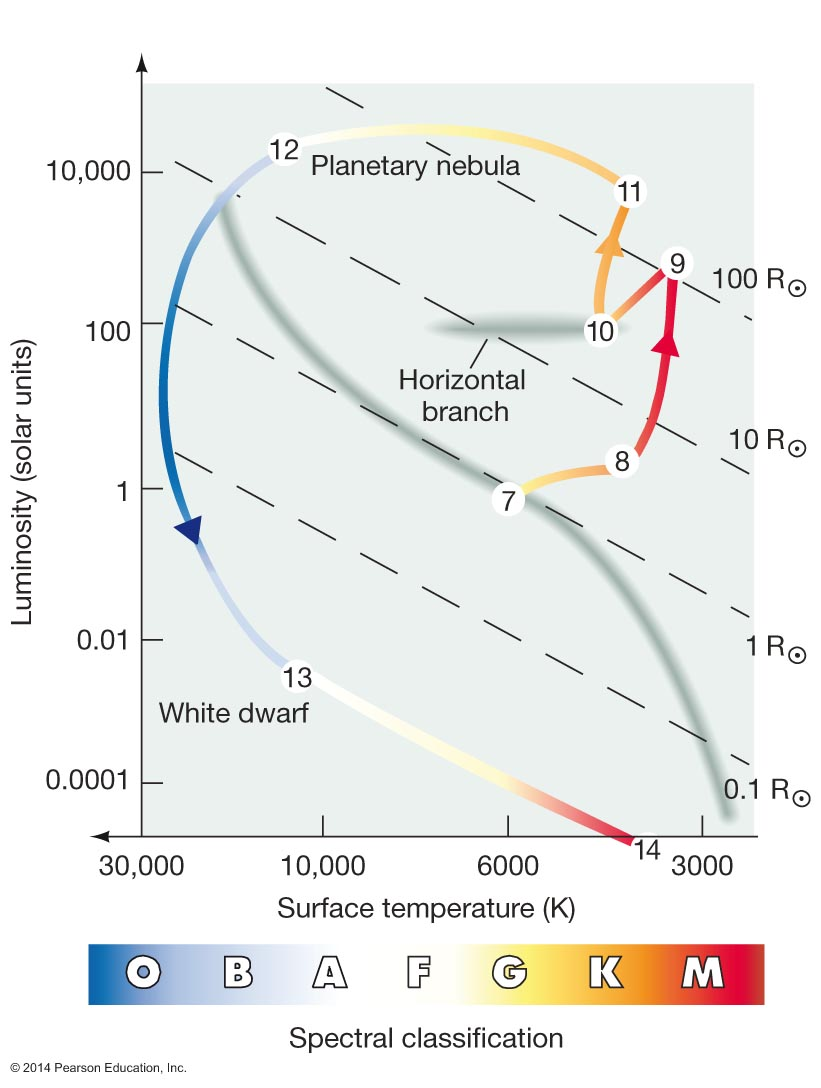 12
Planetary nebula
10,000
11
9
100 R☉
100
10
Horizontal
branch
10 R☉
8
1
7
Luminosity (solar units)
0.01
1 R☉
13
White dwarf
0.0001
0.1 R☉
14
30,000 10,000 6000 3000
Surface temperature (K)
O B A F G K M
Spectral classification
© 2014 Pearson Education, Inc.